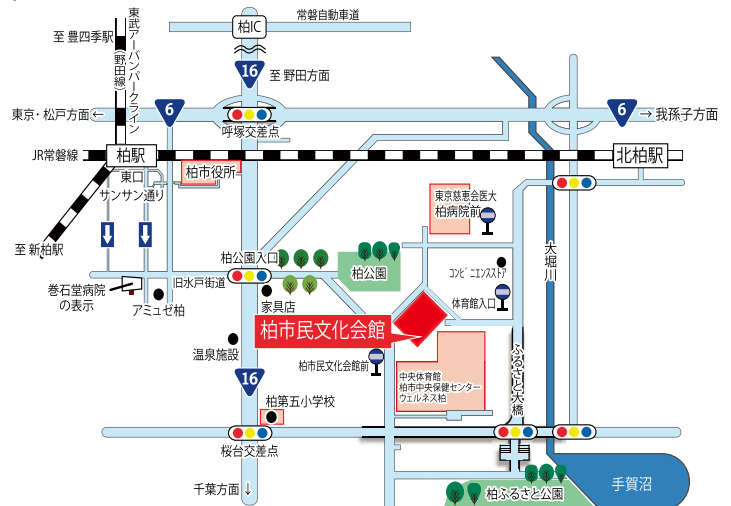 常磐自動車道
柏IC
至 豊四季駅
東武アーバンパークライン
(野田線)
16
至 野田方面
6
6
東京・松戸方面←
→我孫子方面
呼塚交差点
JR常磐線
柏駅
北柏駅
柏市役所
東口
サンサン通り
東京慈恵会医大
柏病院前
至 新柏駅
大堀川
柏公園入口
柏公園
コンビニエンスストア
旧水戸街道
巻石堂病院
の表示
アミュゼ柏
家具店
体育館入口
柏市民文化会館
温泉施設
柏市民文化会館前
ふるさと大橋
16
中央体育館
柏市中央保健センター
ウェルネス柏
柏第五小学校
桜台交差点
千葉方面↓
柏ふるさと公園
手賀沼